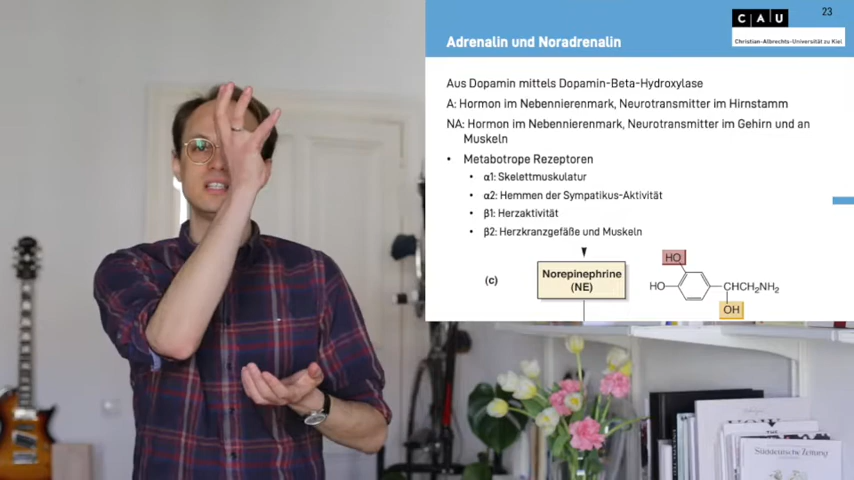 23
CAU
Christian-Albrechts-Universität zu Kiel
Adrenalin und Noradrenalin
Aus Dopamin mittels Dopamin-Beta-Hydroxylase
A: Hormon im Nebennierenmark, Neurotransmitter im Hirnstamm
NA: Hormon im Nebennierenmark, Neurotransmitter im Gehirn und an
Muskeln
• Metabotrope Rezeptoren
• α1: Skelettmuskulatur
• α2: Hemmen der Sympatikus-Aktivität
• β1: Herzaktivität
• β2: Herzkranzgefäße und Muskeln
(c)
Norepinephrine
(NE)
HO
HO
CHCH₂NH₂
OH
Süddeutsche Zeitung